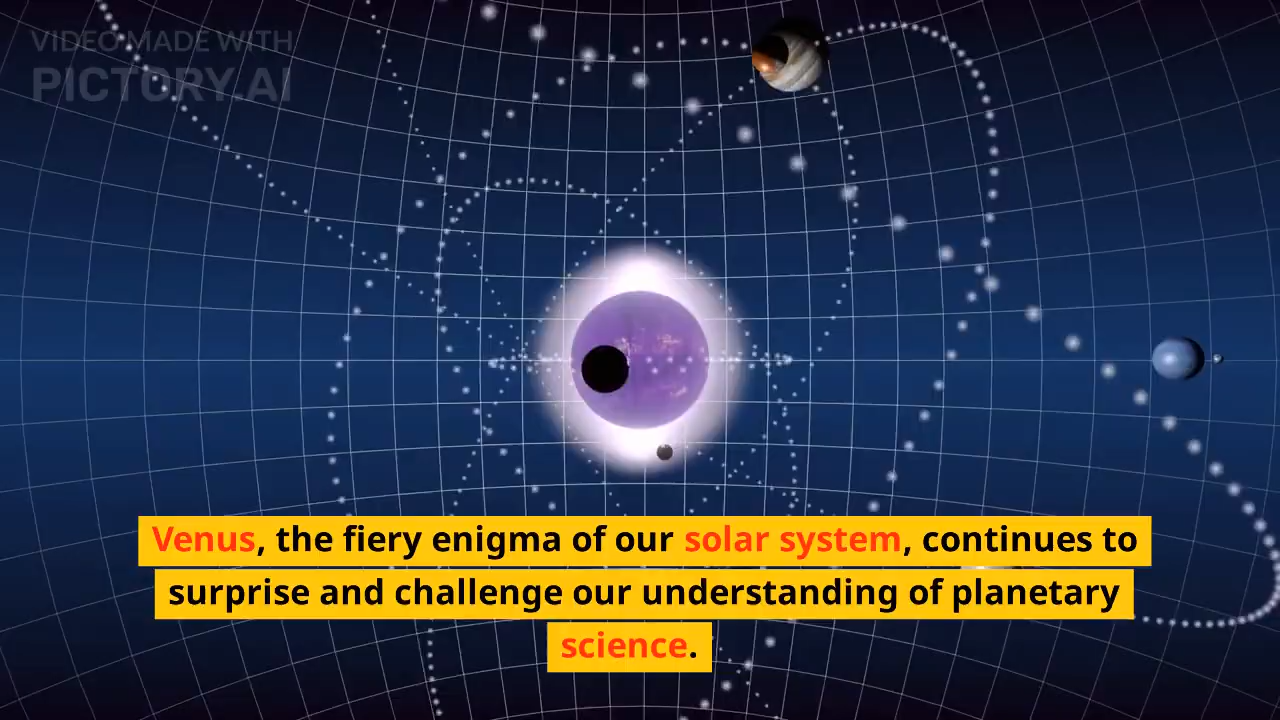 VIDEO MADE WITH
PICTORY.AI
Venus, the fiery enigma of our solar system, continues to
surprise and challenge our understanding of planetary
science.